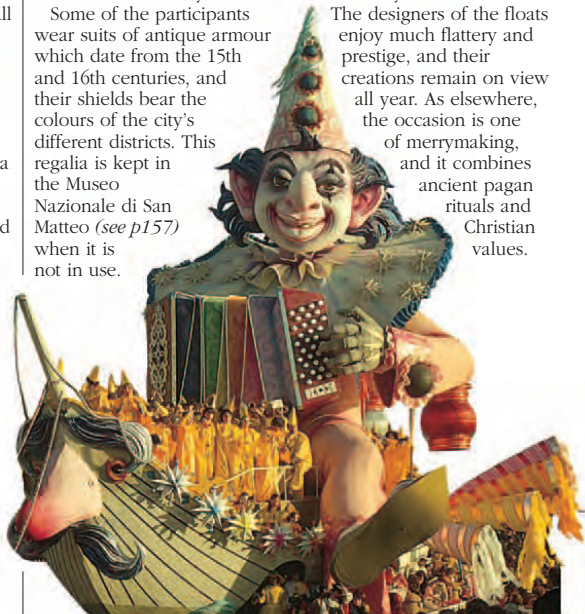 Some of the participants
wear suits of antique armour
which date from the 15th
and 16th centuries, and
their shields bear the
colours of the city's
different districts. This
regalia is kept in
the Museo
Nazionale di San
Matteo (see p157)
when it is
not in use.
The designers of the floats
enjoy much flattery and
prestige, and their
creations remain on view
all year. As elsewhere,
the occasion is one
of merrymaking,
and it combines
ancient pagan
rituals and
Christian
values.